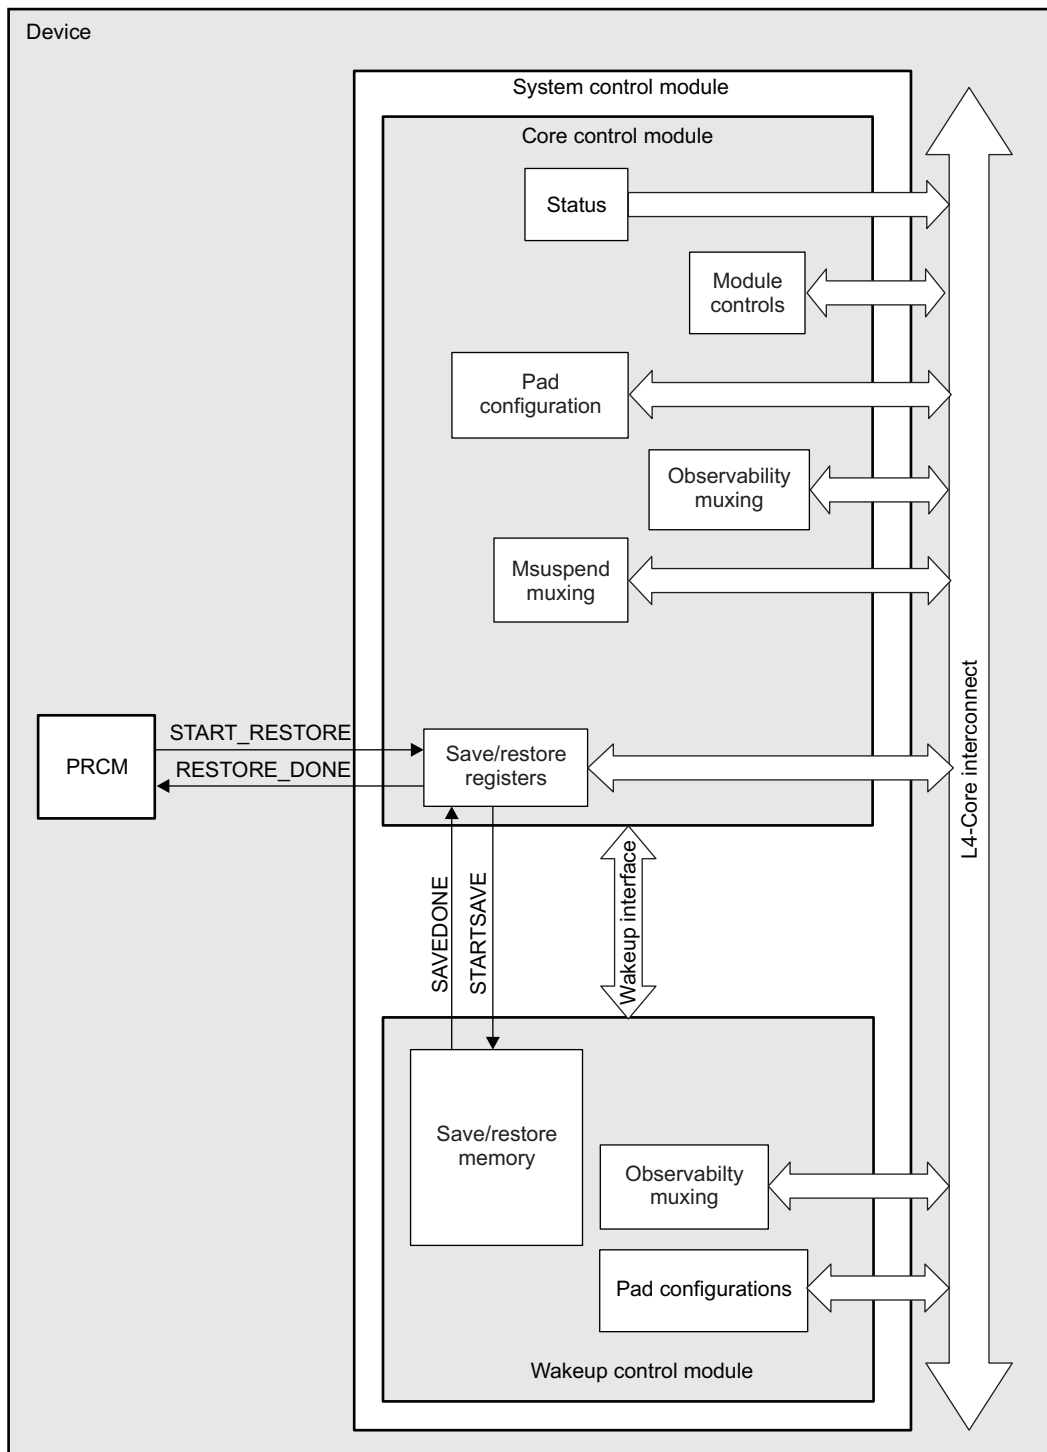 Device
System control module
Core control module
Status
Module
controls
Pad
configuration
Observability
muxing
Msuspend
muxing
START_RESTORE
PRCM
RESTORE_DONE
Save/restore
registers
L4-Core interconnect
SAVEDONE
STARTSAVE
Wakeup interface
Save/restore
memory
Observabilty
muxing
Pad configurations
Wakeup control module